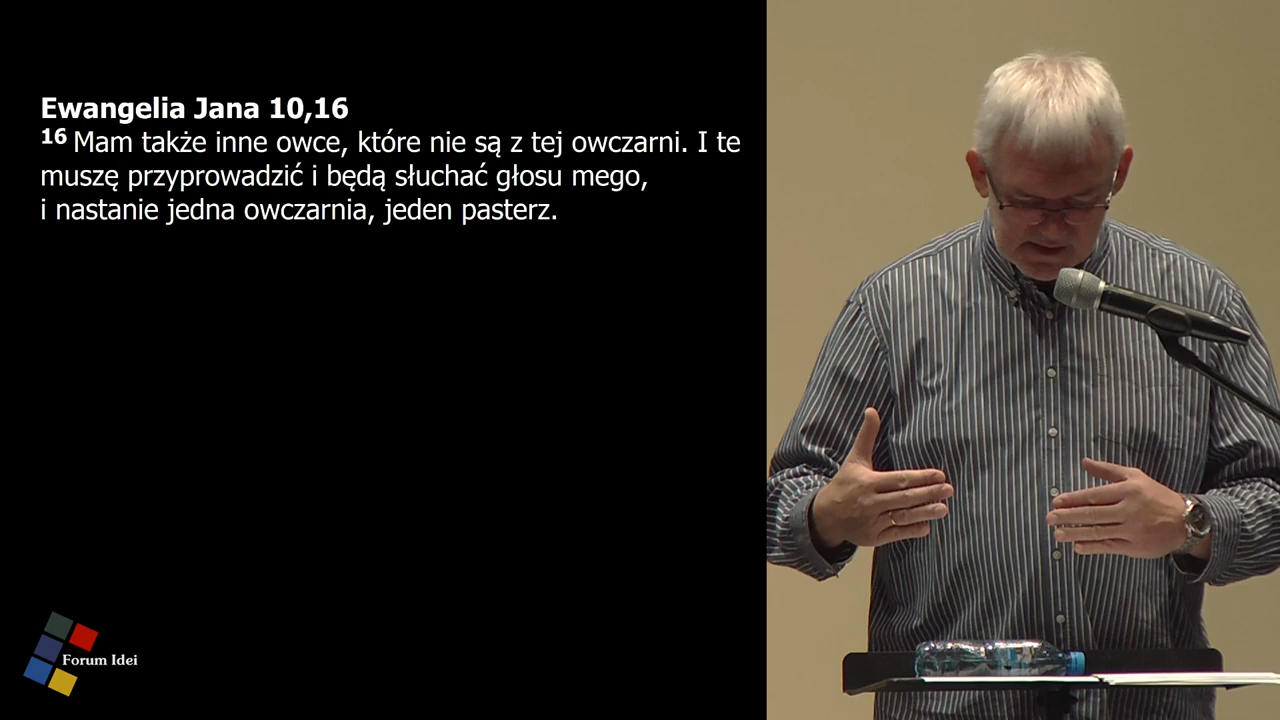 Ewangelia Jana 10,16
16 Mam także inne owce, które nie są z tej owczarni. I te
muszę przyprowadzić i będą słuchać głosu mego,
i nastanie jedna owczarnia, jeden pasterz.
Forum Idei